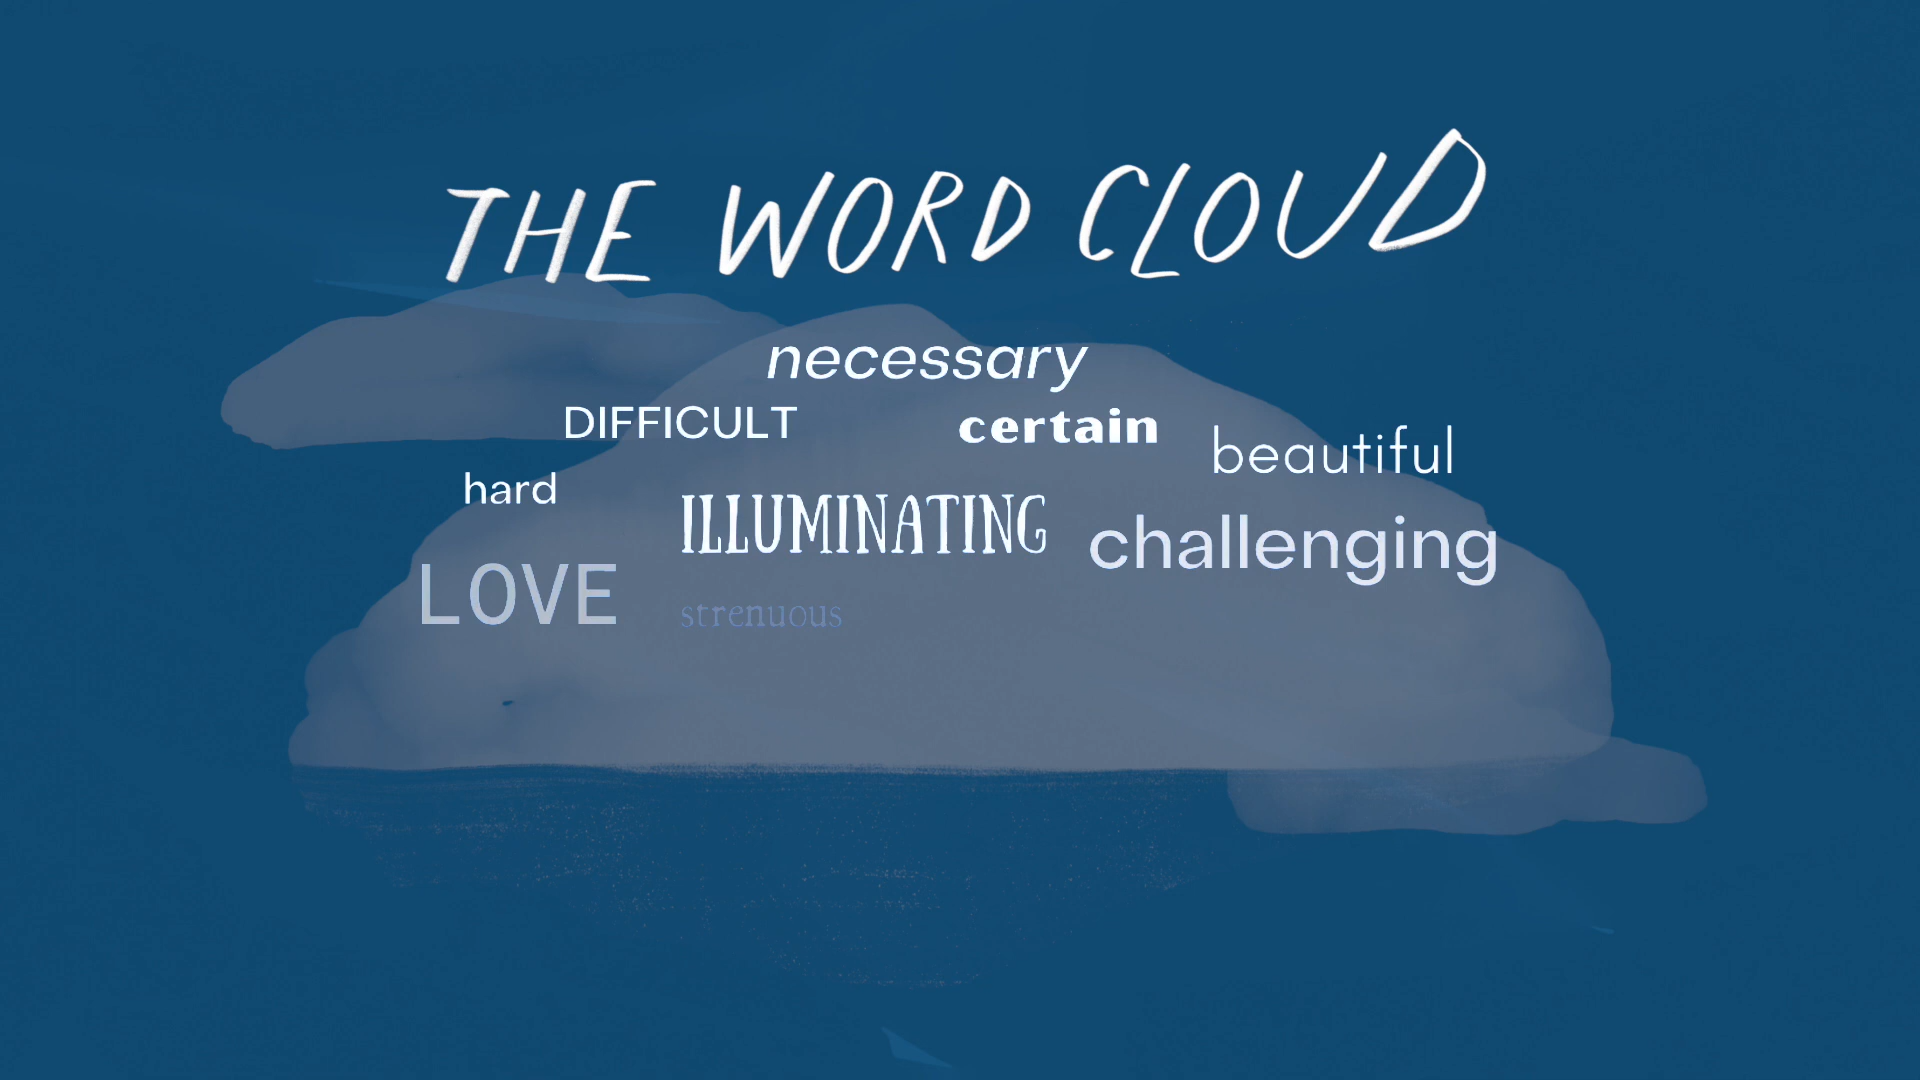 THE WORD CLOUD
necessary
DIFFICULT
certain
beautiful
hard
ILLUMINATING
challenging
LOVE
strenuous